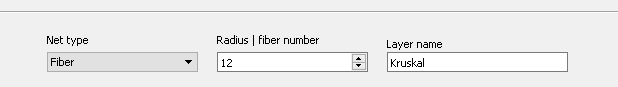 Net type
Radius | fiber number
Layer name
Fiber
12
Kruskal